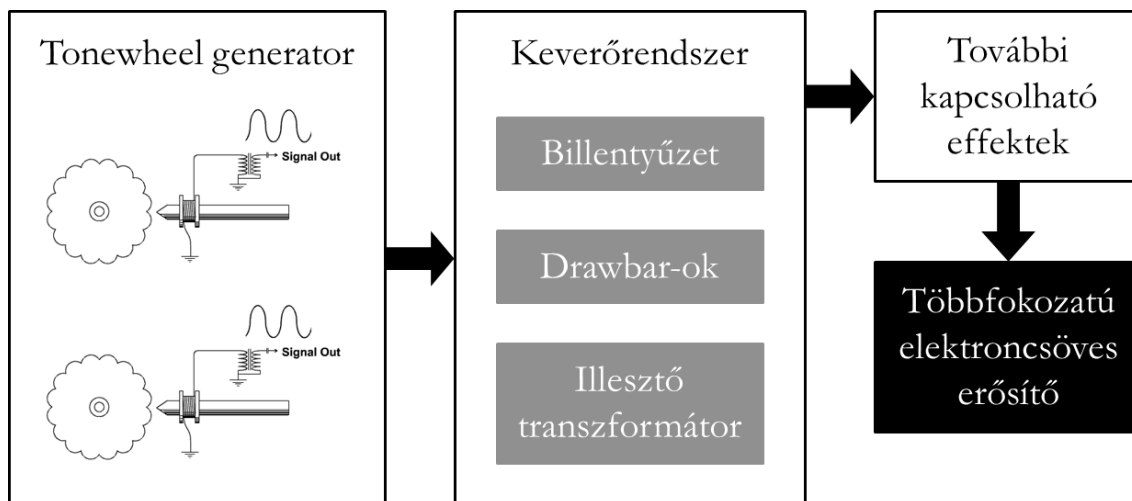 Tonewheel generator
Signal Out
Signal Out
Keverőrendszer
Billentyűzet
Drawbar-ok
Illesztő
transzformátor
További
kapcsolható
effektek
Többfokozatú
elektroncsöves
erősítő